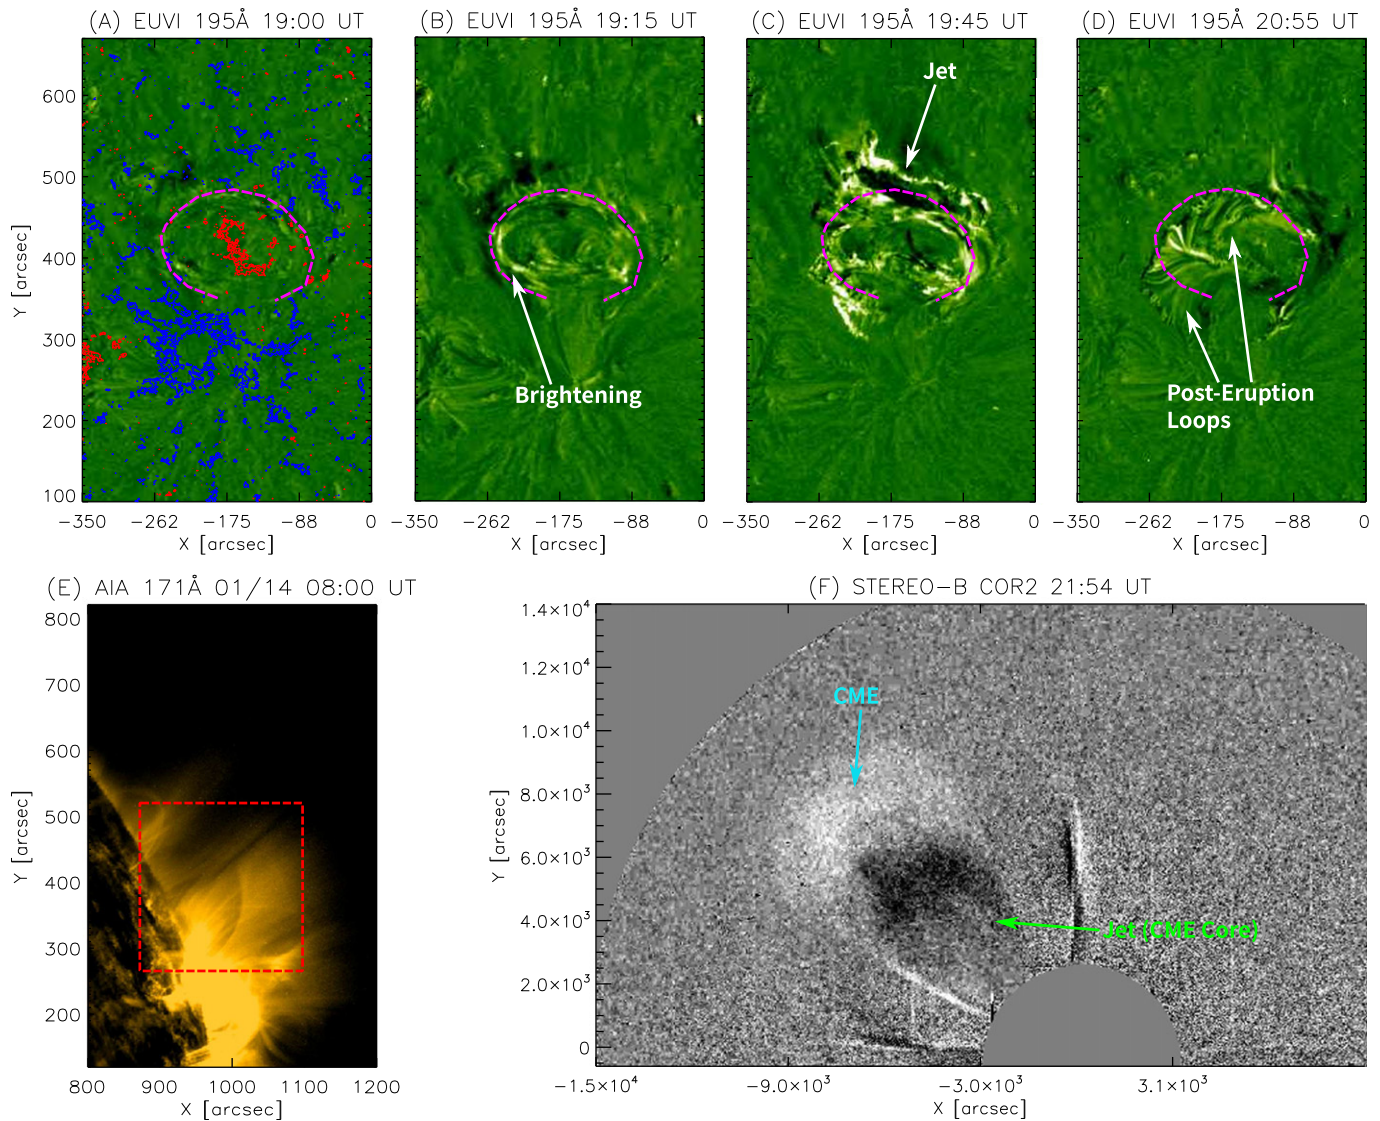 (A) EUVI 195Å 19:00 UT
(B) EUVI 195Å 19:15 UT
(C) EUVI 195Å 19:45 UT
(D) EUVI 195Å 20:55 UT
Jet
Brightening
Post-Eruption
Loops
Y [arcsec]
600
500
400
300
200
100
−350 −262 −175 −88 0
−350 −262 −175 −88 0
−350 −262 −175 −88 0
−350 −262 −175 −88 0
X [arcsec]
X [arcsec]
X [arcsec]
X [arcsec]
(E) AIA 171Å 01/14 08:00 UT
Y [arcsec]
800
700
600
500
400
300
200
800 900 1000 1100 1200
X [arcsec]
(F) STEREO−B COR2 21:54 UT
Y [arcsec]
1.4×10⁴
1.2×10⁴
1.0×10⁴
8.0×10³
6.0×10³
4.0×10³
2.0×10³
0
CME
Jet (CME Core)
−1.5×10⁴ −9.0×10³ −3.0×10³ 3.1×10³
X [arcsec]